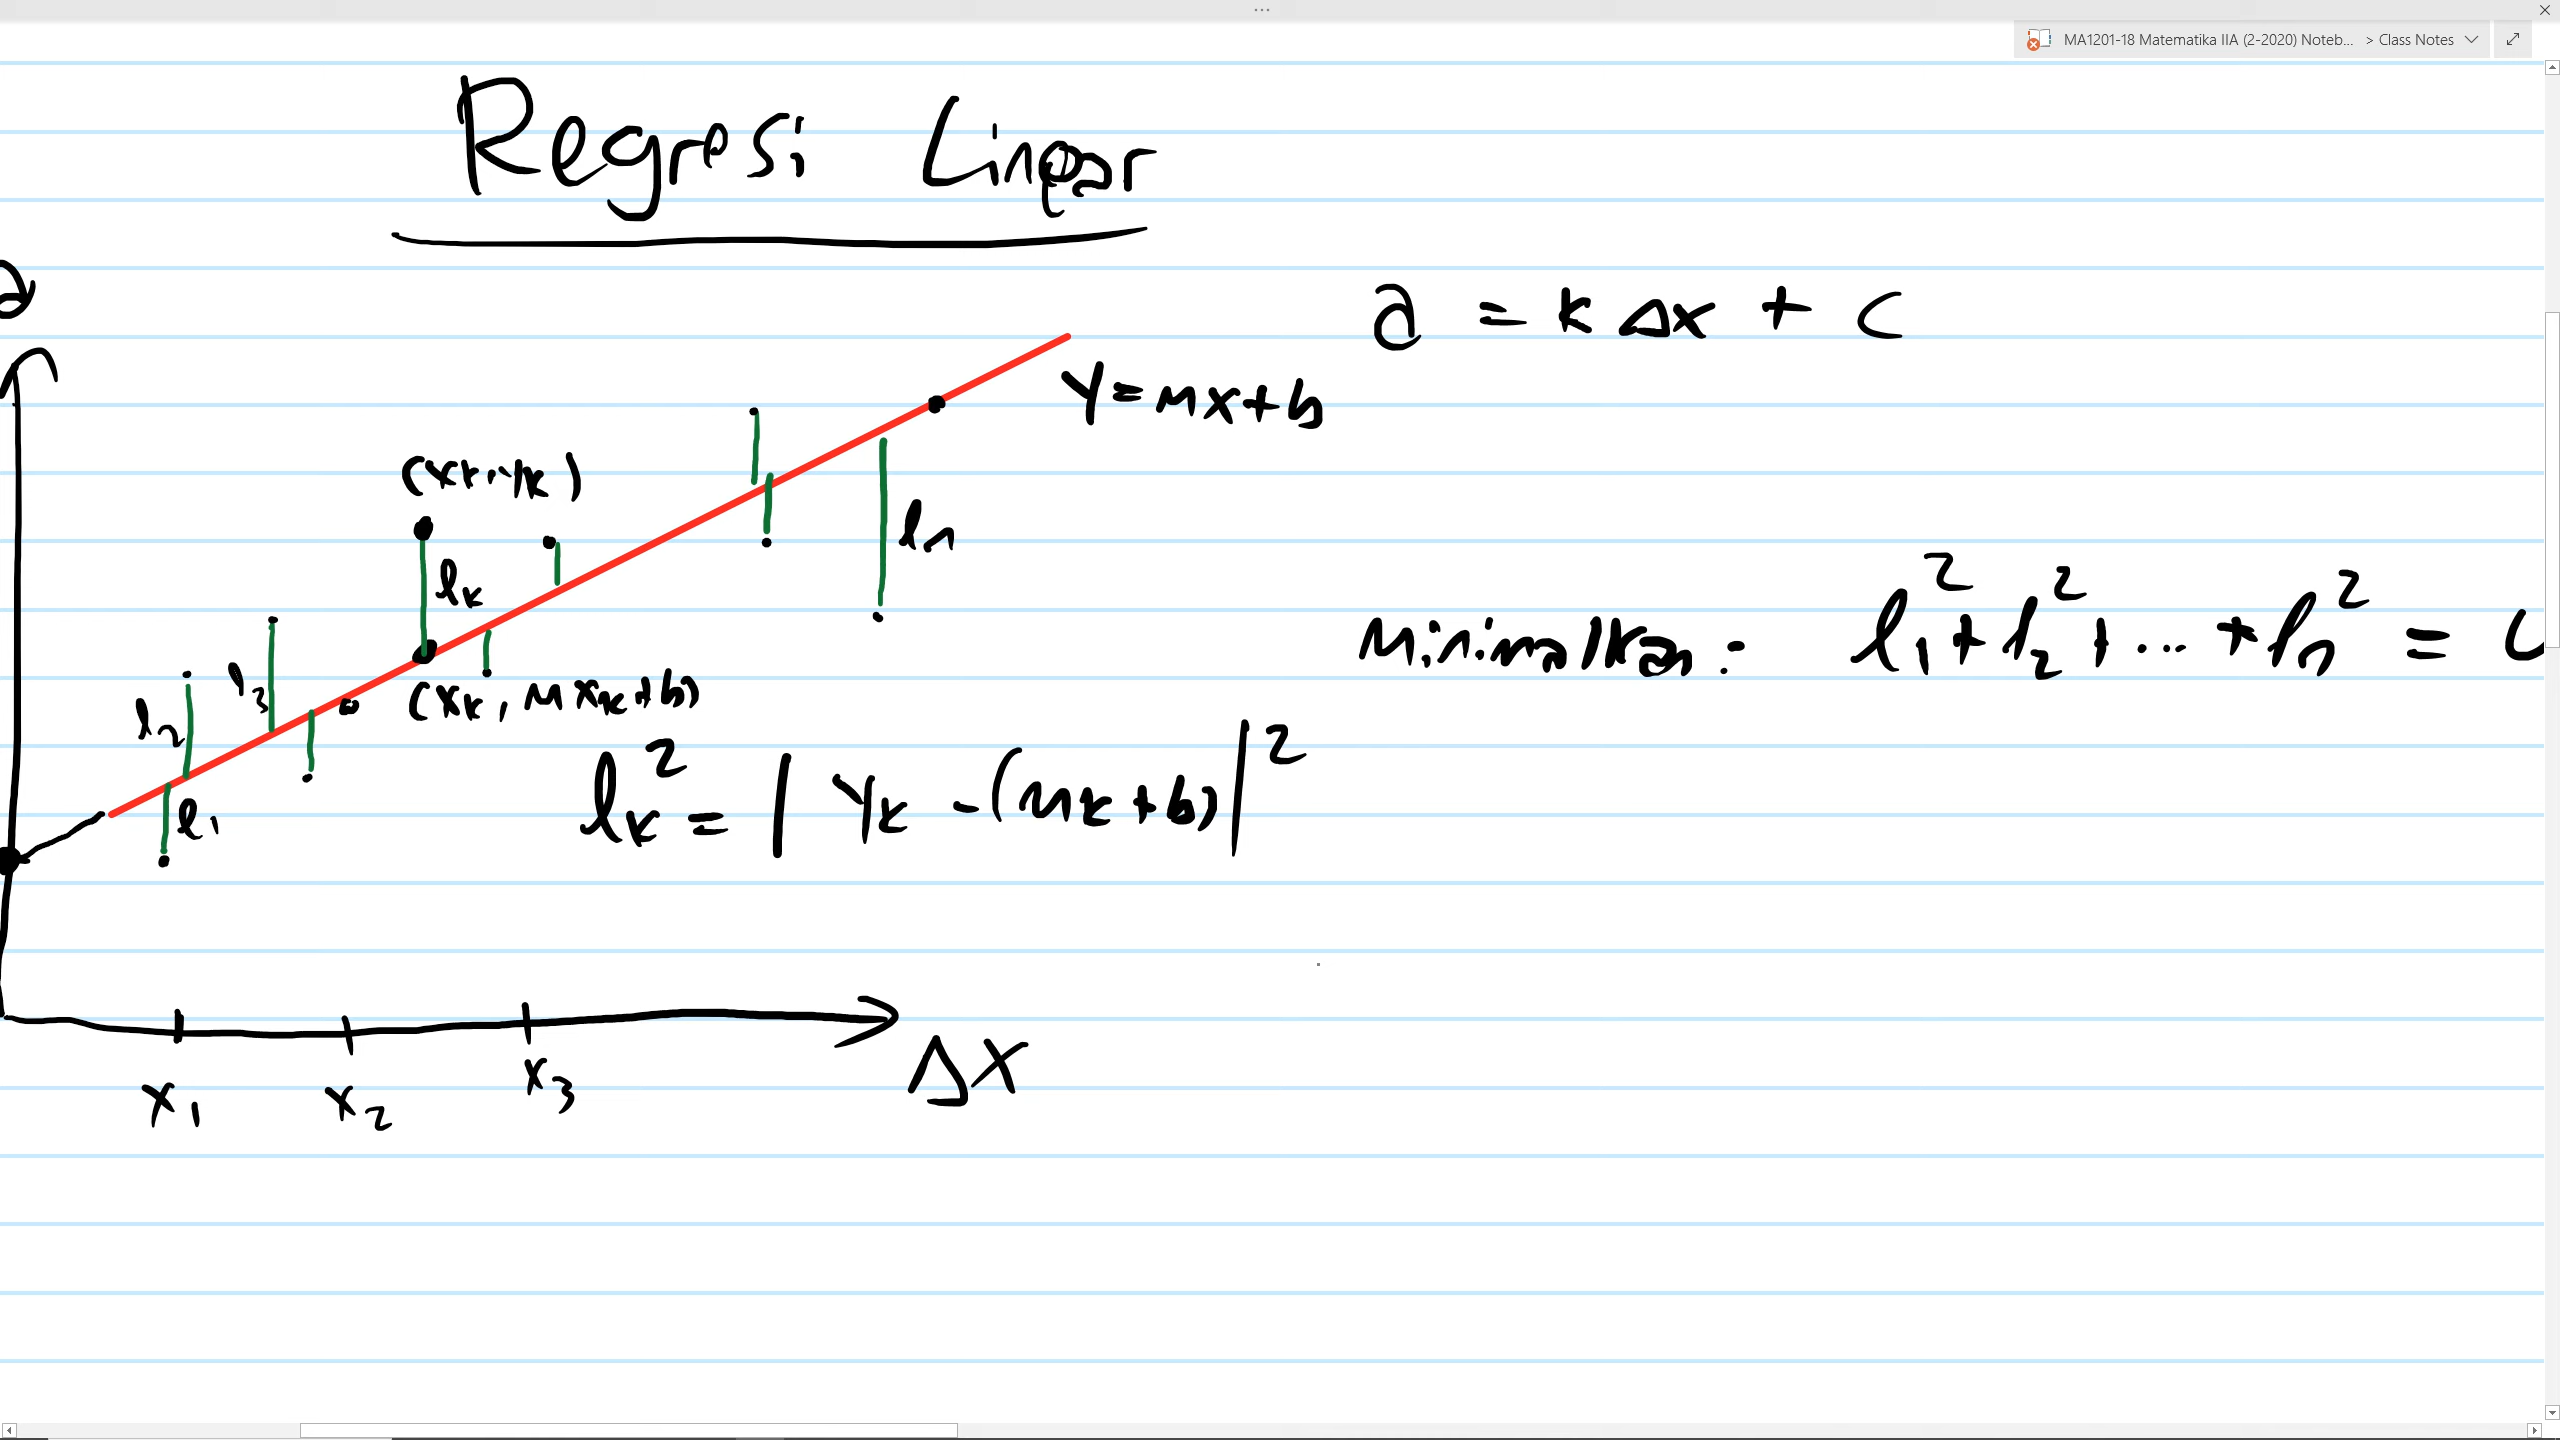 MA1201-18 Matematika IIA (2-2020) Noteb... > Class Notes
Regresi Linear
a
a = k Δx + c
y = mx + b
(xk, yk)
lk
ln
l3
l2
(xk, mxk + b)
Minimalkan : l1² + l2² + ... + ln² =
lk² = | yk - (mk + b) |²
l1
x1 x2 x3
Δx